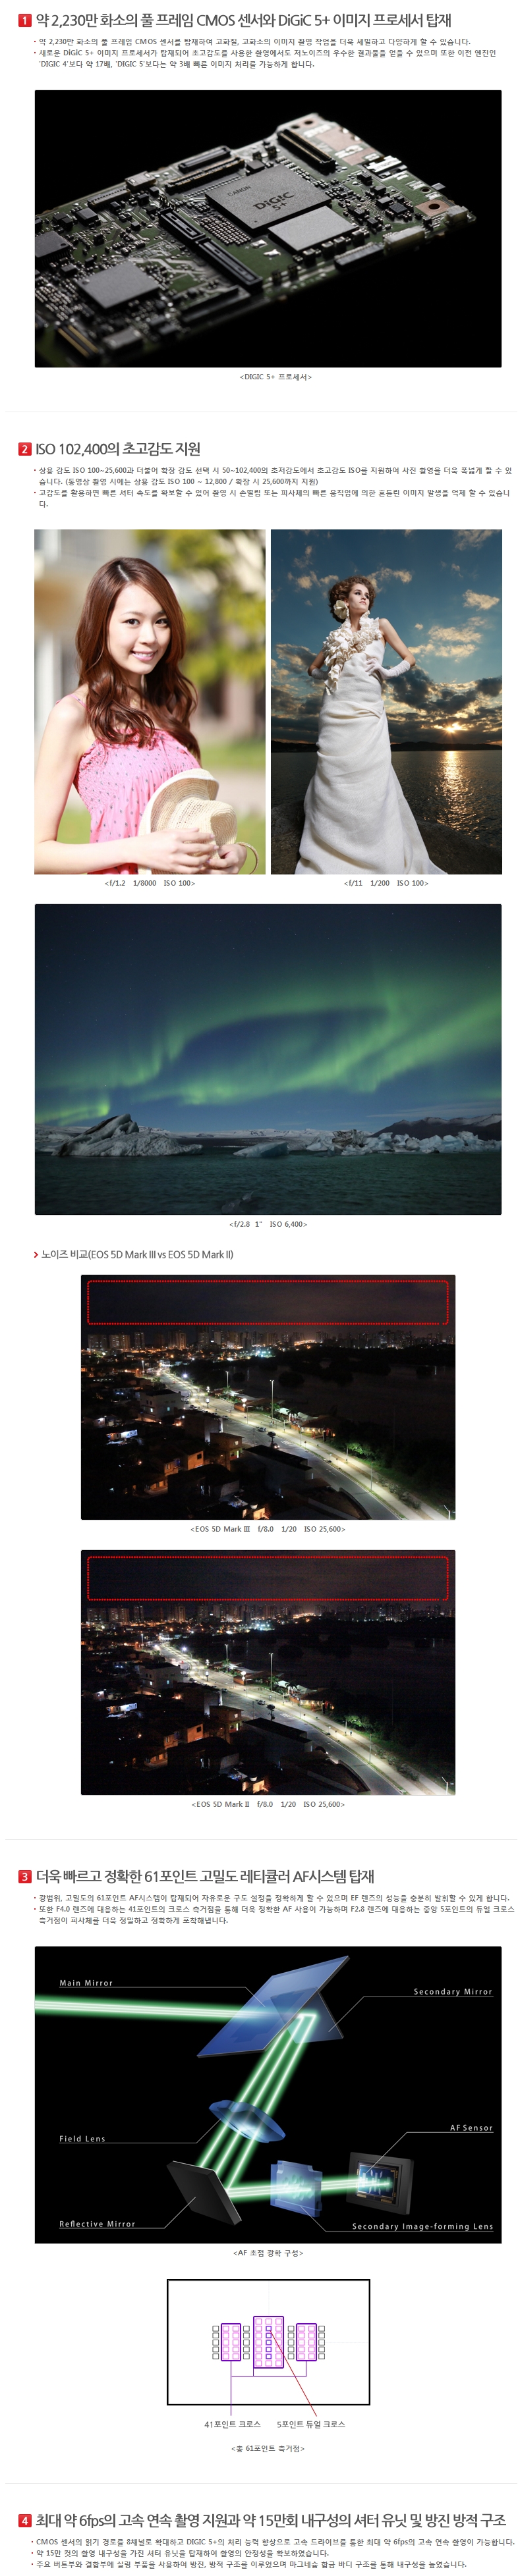 1 약 2,230만 화소의 풀 프레임 CMOS 센서와 DiGiC 5+ 이미지 프로세서 탑재
• 약 2,230만 화소의 풀 프레임 CMOS 센서를 탑재하여 고화질, 고화소의 이미지 촬영 작업을 더욱 세밀하고 다양하게 할 수 있습니다.
• 새로운 DiGiC 5+ 이미지 프로세서가 탑재되어 초고감도를 사용한 촬영에서도 저노이즈의 우수한 결과물을 얻을 수 있으며 또한 이전 엔진인
'DIGIC 4'보다 약 17배, 'DIGIC 5'보다는 약 3배 빠른 이미지 처리를 가능하게 합니다.
CANON
DIGIC
5+
<DIGIC 5+ 프로세서>
2 ISO 102,400의 초고감도 지원
• 상용 감도 ISO 100~25,600과 더불어 확장 감도 선택 시 50~102,400의 초저감도에서 초고감도 ISO를 지원하여 사진 촬영을 더욱 폭넓게 할 수 있
습니다. (동영상 촬영 시에는 상용 감도 ISO 100 ~ 12,800 / 확장 시 25,600까지 지원)
• 고감도를 활용하면 빠른 셔터 속도를 확보할 수 있어 촬영 시 손떨림 또는 피사체의 빠른 움직임에 의한 흔들린 이미지 발생을 억제 할 수 있습니
다.
<f/1.2 1/8000 ISO 100>
<f/11 1/200 ISO 100>
<f/2.8 1" ISO 6,400>
노이즈 비교(EOS 5D Mark III vs EOS 5D Mark II)
<EOS 5D Mark III f/8.0 1/20 ISO 25,600>
<EOS 5D Mark II f/8.0 1/20 ISO 25,600>
3 더욱 빠르고 정확한 61포인트 고밀도 레티큘러 AF시스템 탑재
• 광범위, 고밀도의 61포인트 AF시스템이 탑재되어 자유로운 구도 설정을 정확하게 할 수 있으며 EF 렌즈의 성능을 충분히 발휘할 수 있게 합니다.
• 또한 F4.0 렌즈에 대응하는 41포인트의 크로스 측거점을 통해 더욱 정확한 AF 사용이 가능하며 F2.8 렌즈에 대응하는 중앙 5포인트의 듀얼 크로스
측거점이 피사체를 더욱 정밀하고 정확하게 포착해냅니다.
Main Mirror
Secondary Mirror
AF Sensor
Field Lens
Reflective Mirror
Secondary Image-forming Lens
<AF 초점 광학 구성>
41포인트 크로스 5포인트 듀얼 크로스
<총 61포인트 측거점>
4 최대 약 6fps의 고속 연속 촬영 지원과 약 15만회 내구성의 셔터 유닛 및 방진 방적 구조
• CMOS 센서의 읽기 경로를 8채널로 확대하고 DIGIC 5+의 처리 능력 향상으로 고속 드라이브를 통한 최대 약 6fps의 고속 연속 촬영이 가능합니다.
• 약 15만 컷의 촬영 내구성을 가진 셔터 유닛을 탑재하여 촬영의 안정성을 확보하였습니다.
• 주요 버튼부와 결합부에 실링 부품을 사용하여 방진, 방적 구조를 이루었으며 마그네슘 합금 바디 구조를 통해 내구성을 높였습니다.